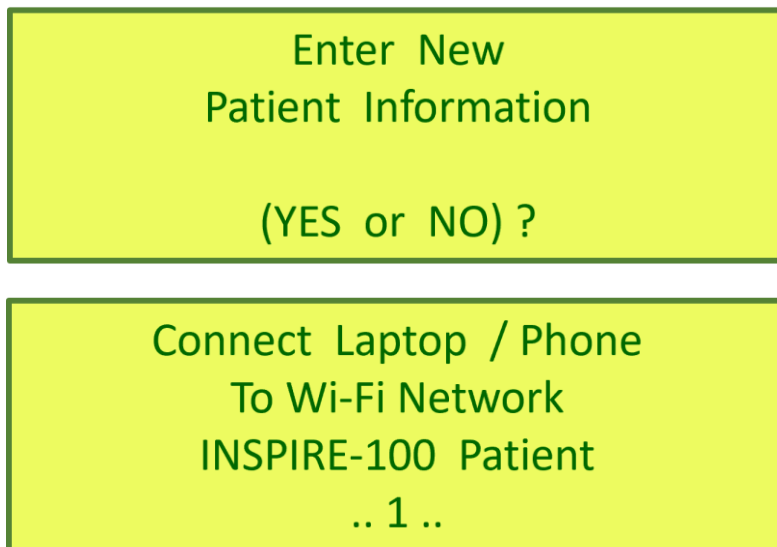 Enter New
Patient Information
(YES or NO) ?
Connect Laptop / Phone
To Wi-Fi Network
INSPIRE-100 Patient
.. 1 ..